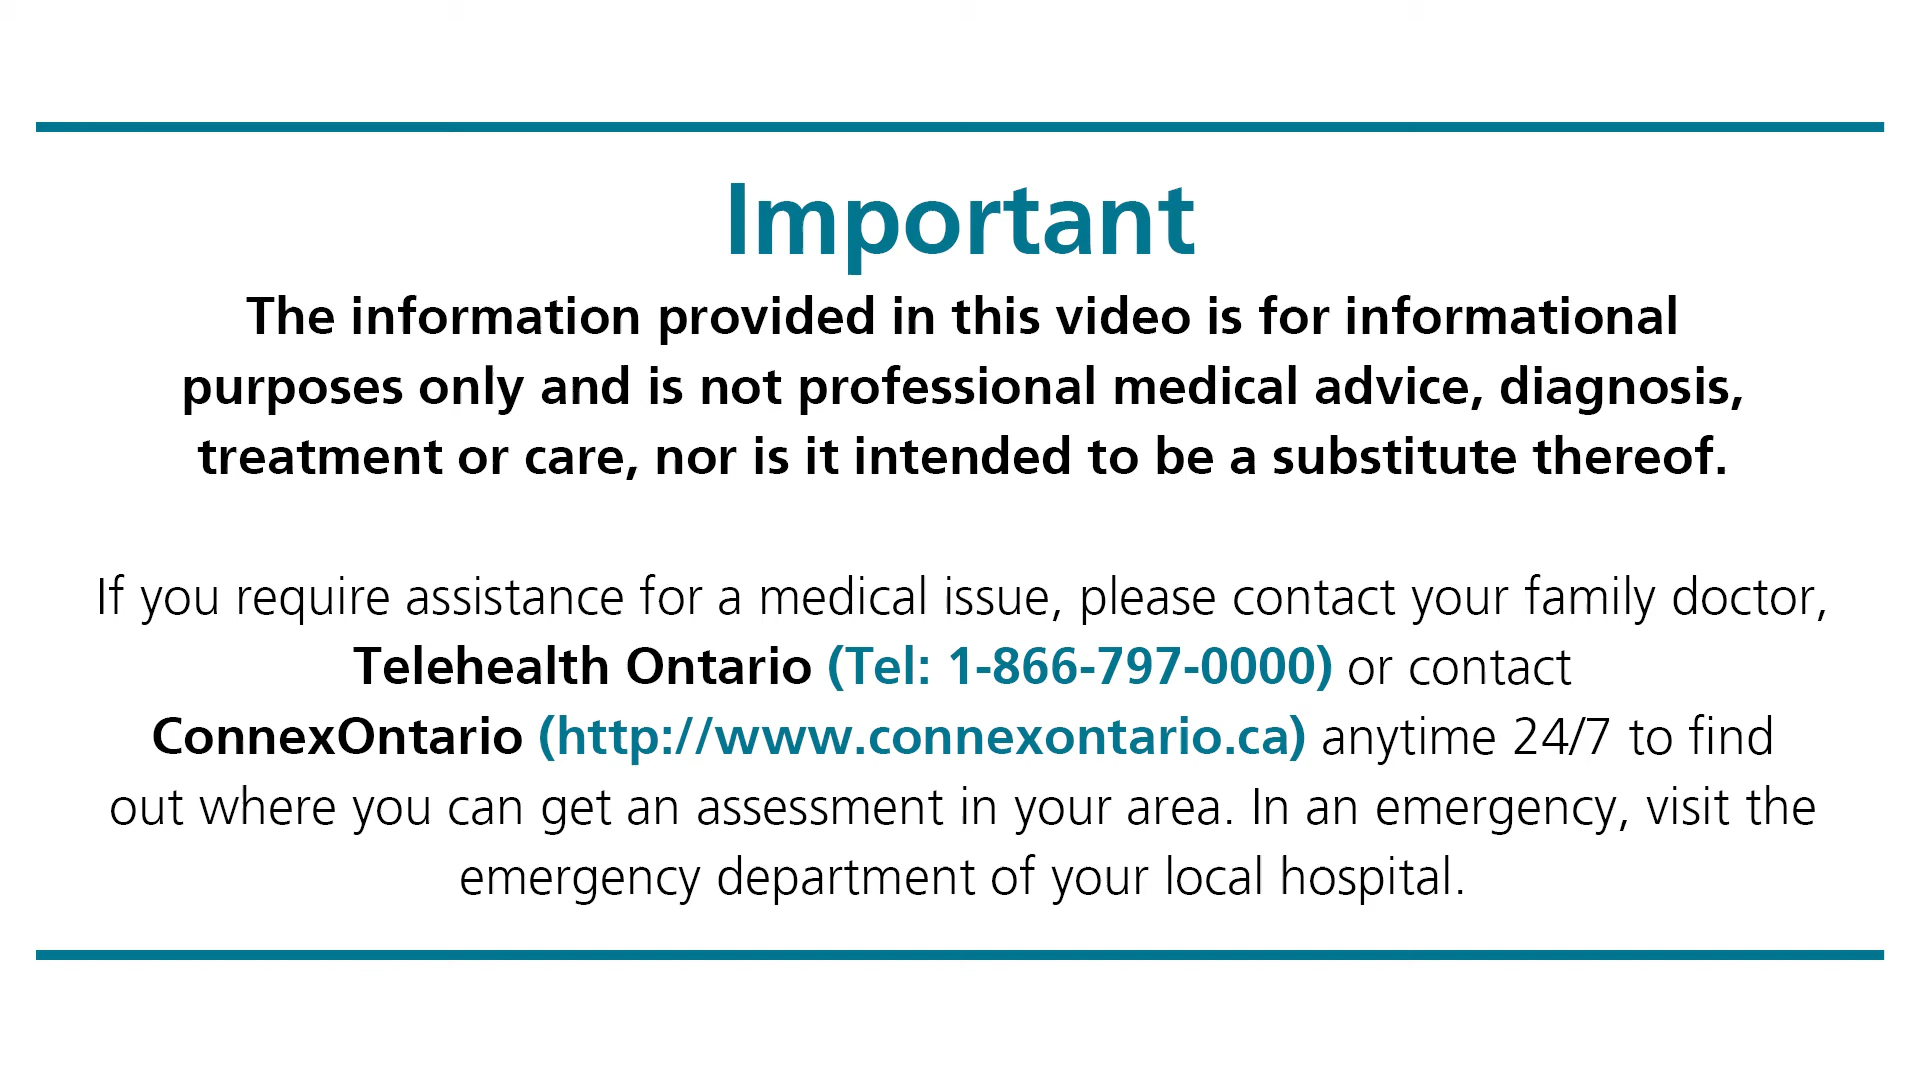 Important
The information provided in this video is for informational
purposes only and is not professional medical advice, diagnosis,
treatment or care, nor is it intended to be a substitute thereof.
If you require assistance for a medical issue, please contact your family doctor,
Telehealth Ontario (Tel: 1-866-797-0000) or contact
ConnexOntario (http://www.connexontario.ca) anytime 24/7 to find
out where you can get an assessment in your area. In an emergency, visit the
emergency department of your local hospital.